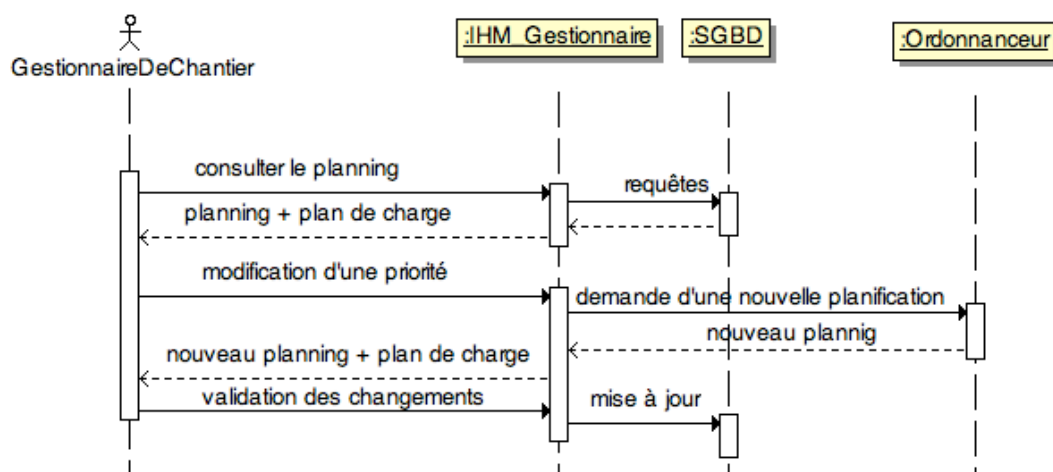 :IHM_Gestionnaire
:SGBD
:Ordonnanceur
GestionnaireDeChantier
consulter le planning
requêtes
planning + plan de charge
modification d'une priorité
demande d'une nouvelle planification
nouveau plannig
nouveau planning + plan de charge
validation des changements
mise à jour